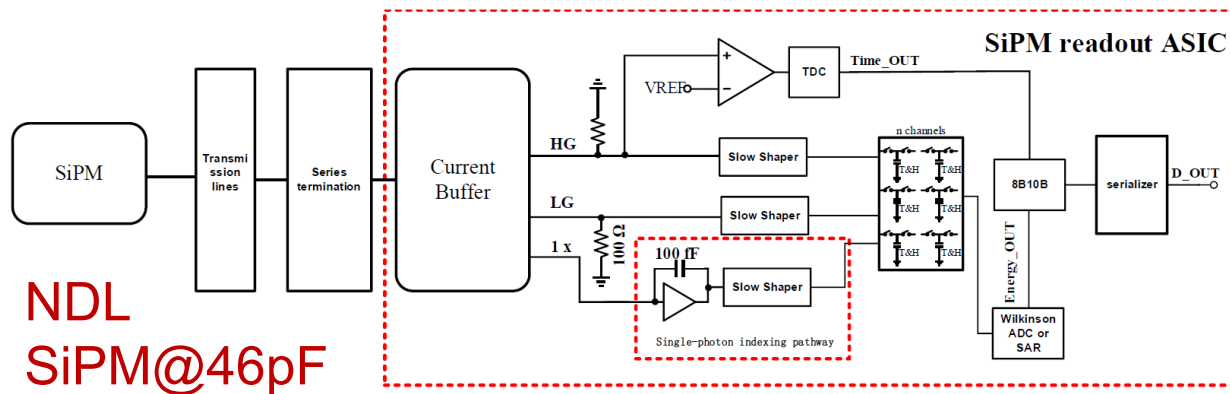 SiPM readout ASIC
SiPM
Transmi
ssion
lines
Series
termination
Current
Buffer
HG
LG
1 x
VREF
+
−
TDC
Time_OUT
Slow Shaper
Slow Shaper
100 Ω
100 fF
Slow Shaper
Single-photon indexing pathway
n channels
T&H
T&H
T&H
T&H
T&H
T&H
8B10B
Energy_OUT
Wilkinson
ADC or
SAR
serializer
D_OUT
NDL
SiPM@46pF